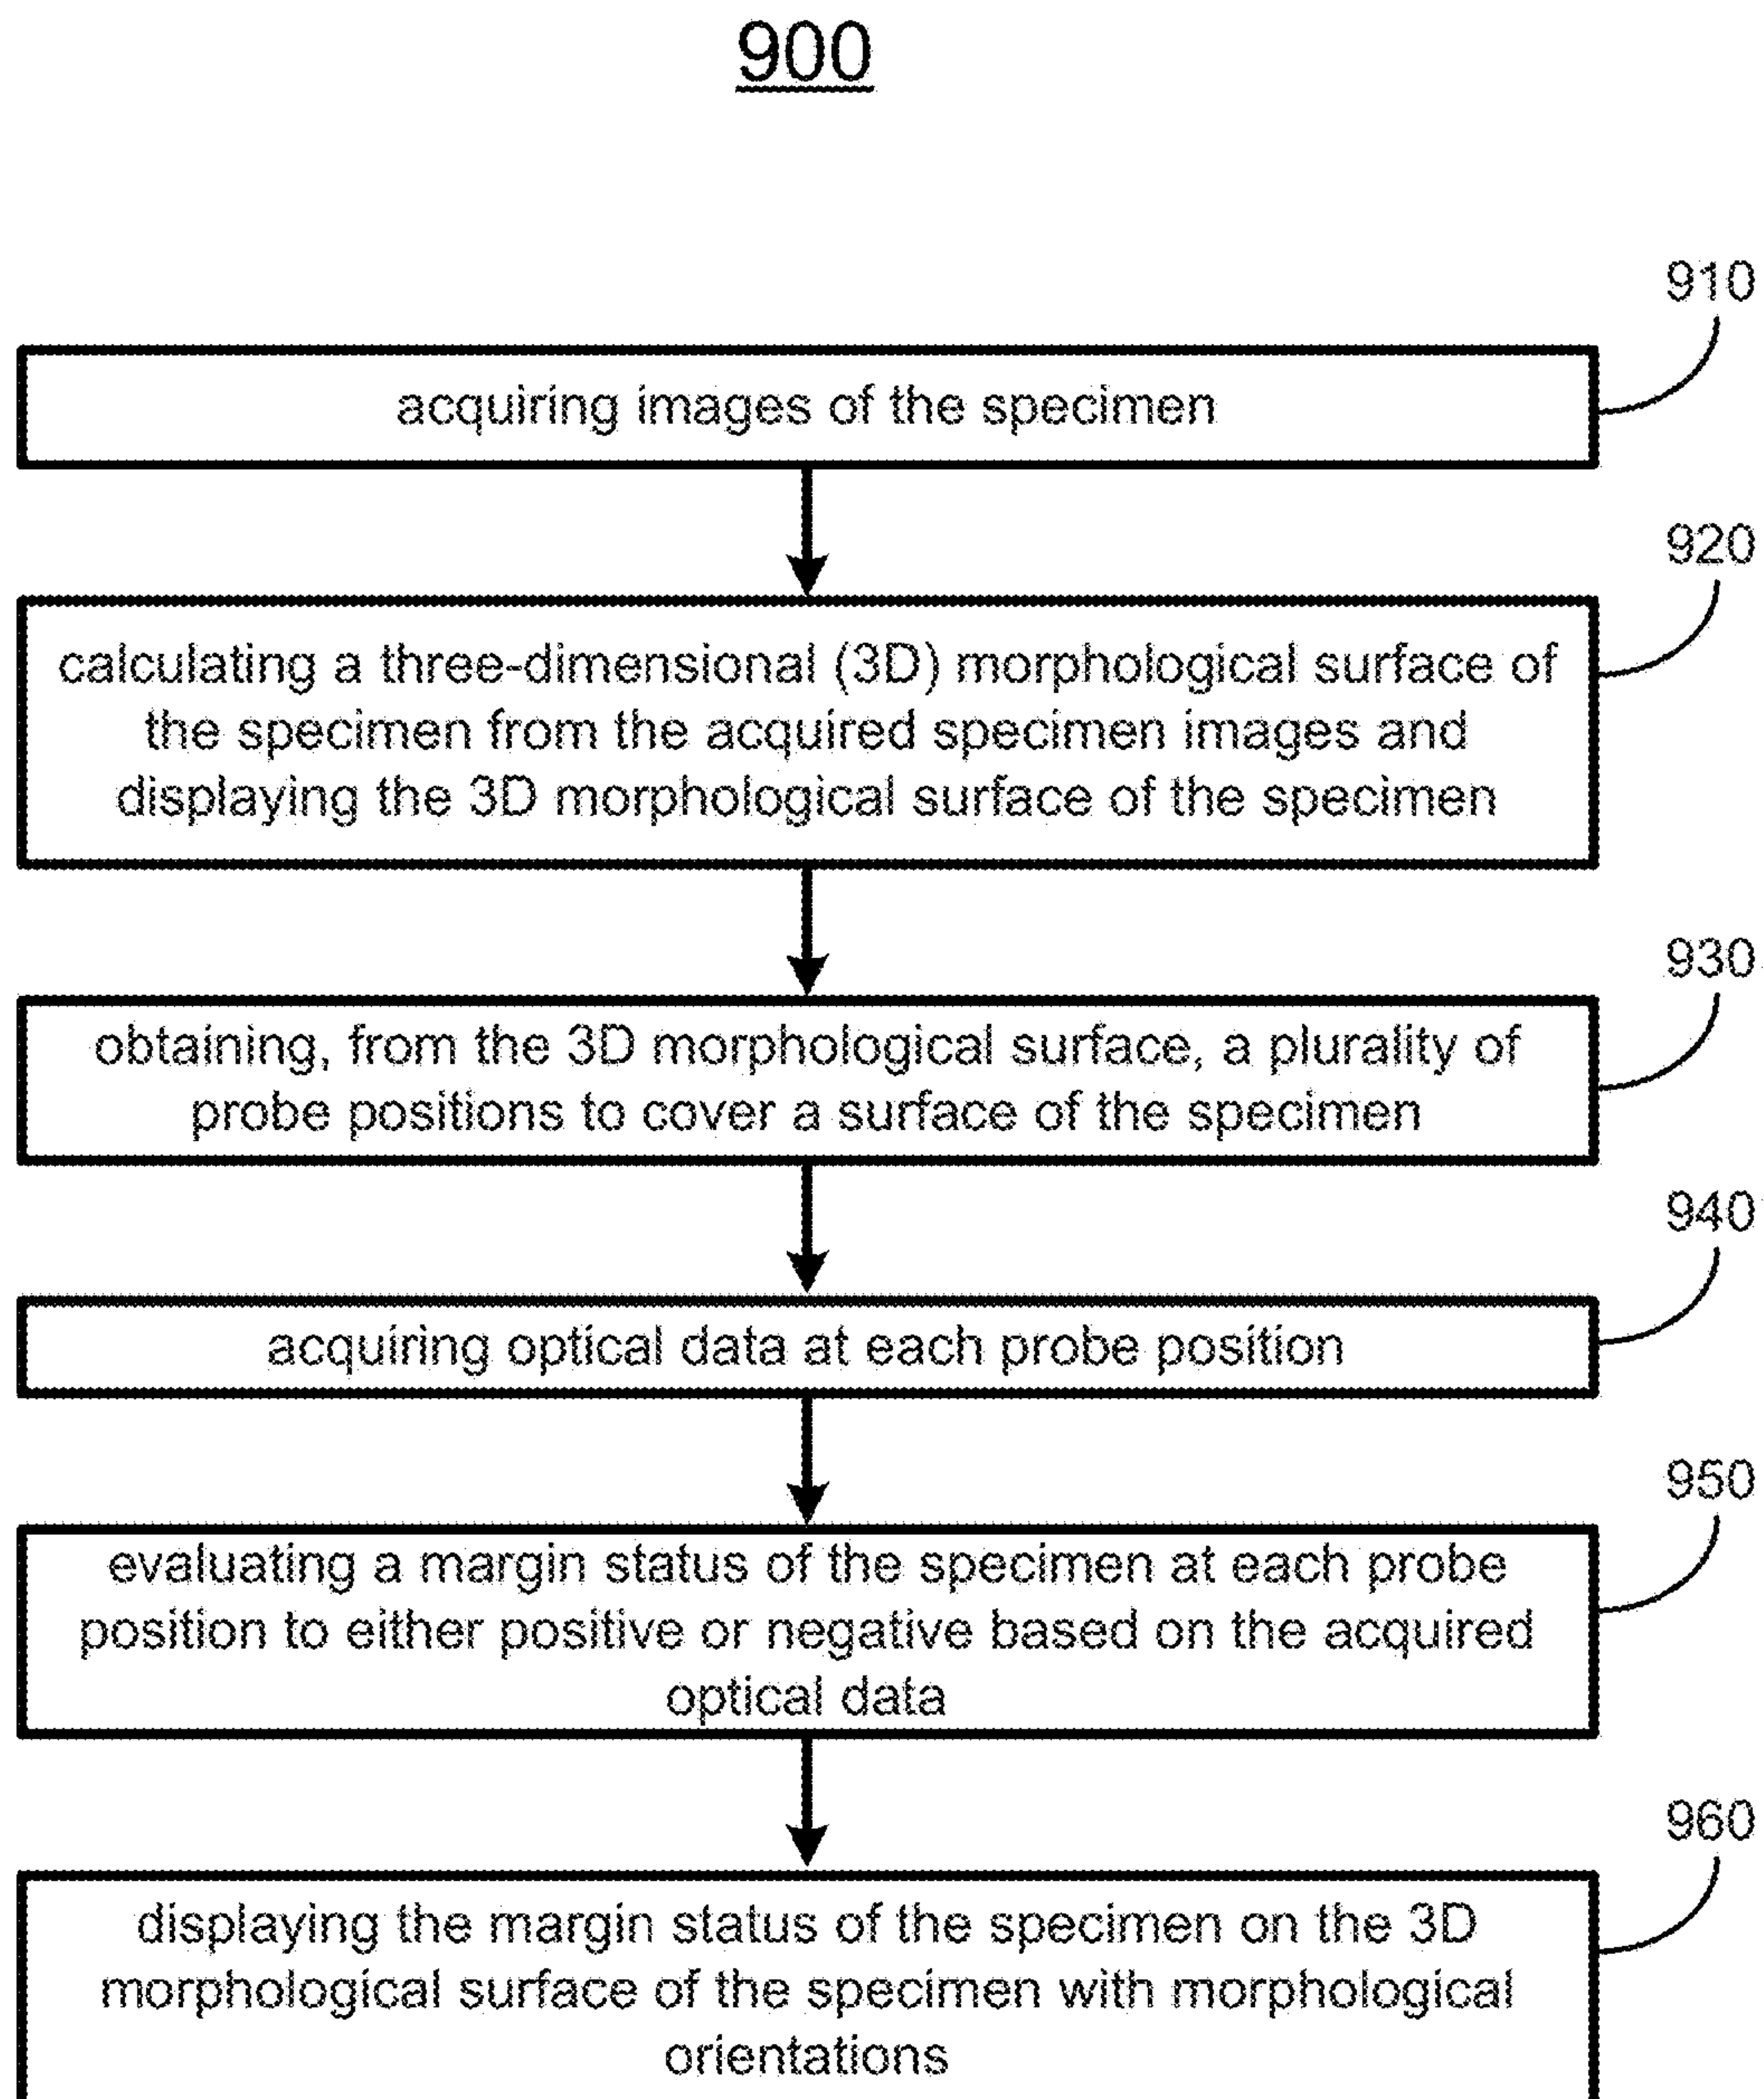 900
910
acquiring images of the specimen
920
calculating a three-dimensional (3D) morphological surface of
the specimen from the acquired specimen images and
displaying the 3D morphological surface of the specimen
930
obtaining, from the 3D morphological surface, a plurality of
probe positions to cover a surface of the specimen
940
acquiring optical data at each probe position
950
evaluating a margin status of the specimen at each probe
position to either positive or negative based on the acquired
optical data
960
displaying the margin status of the specimen on the 3D
morphological surface of the specimen with morphological
orientations